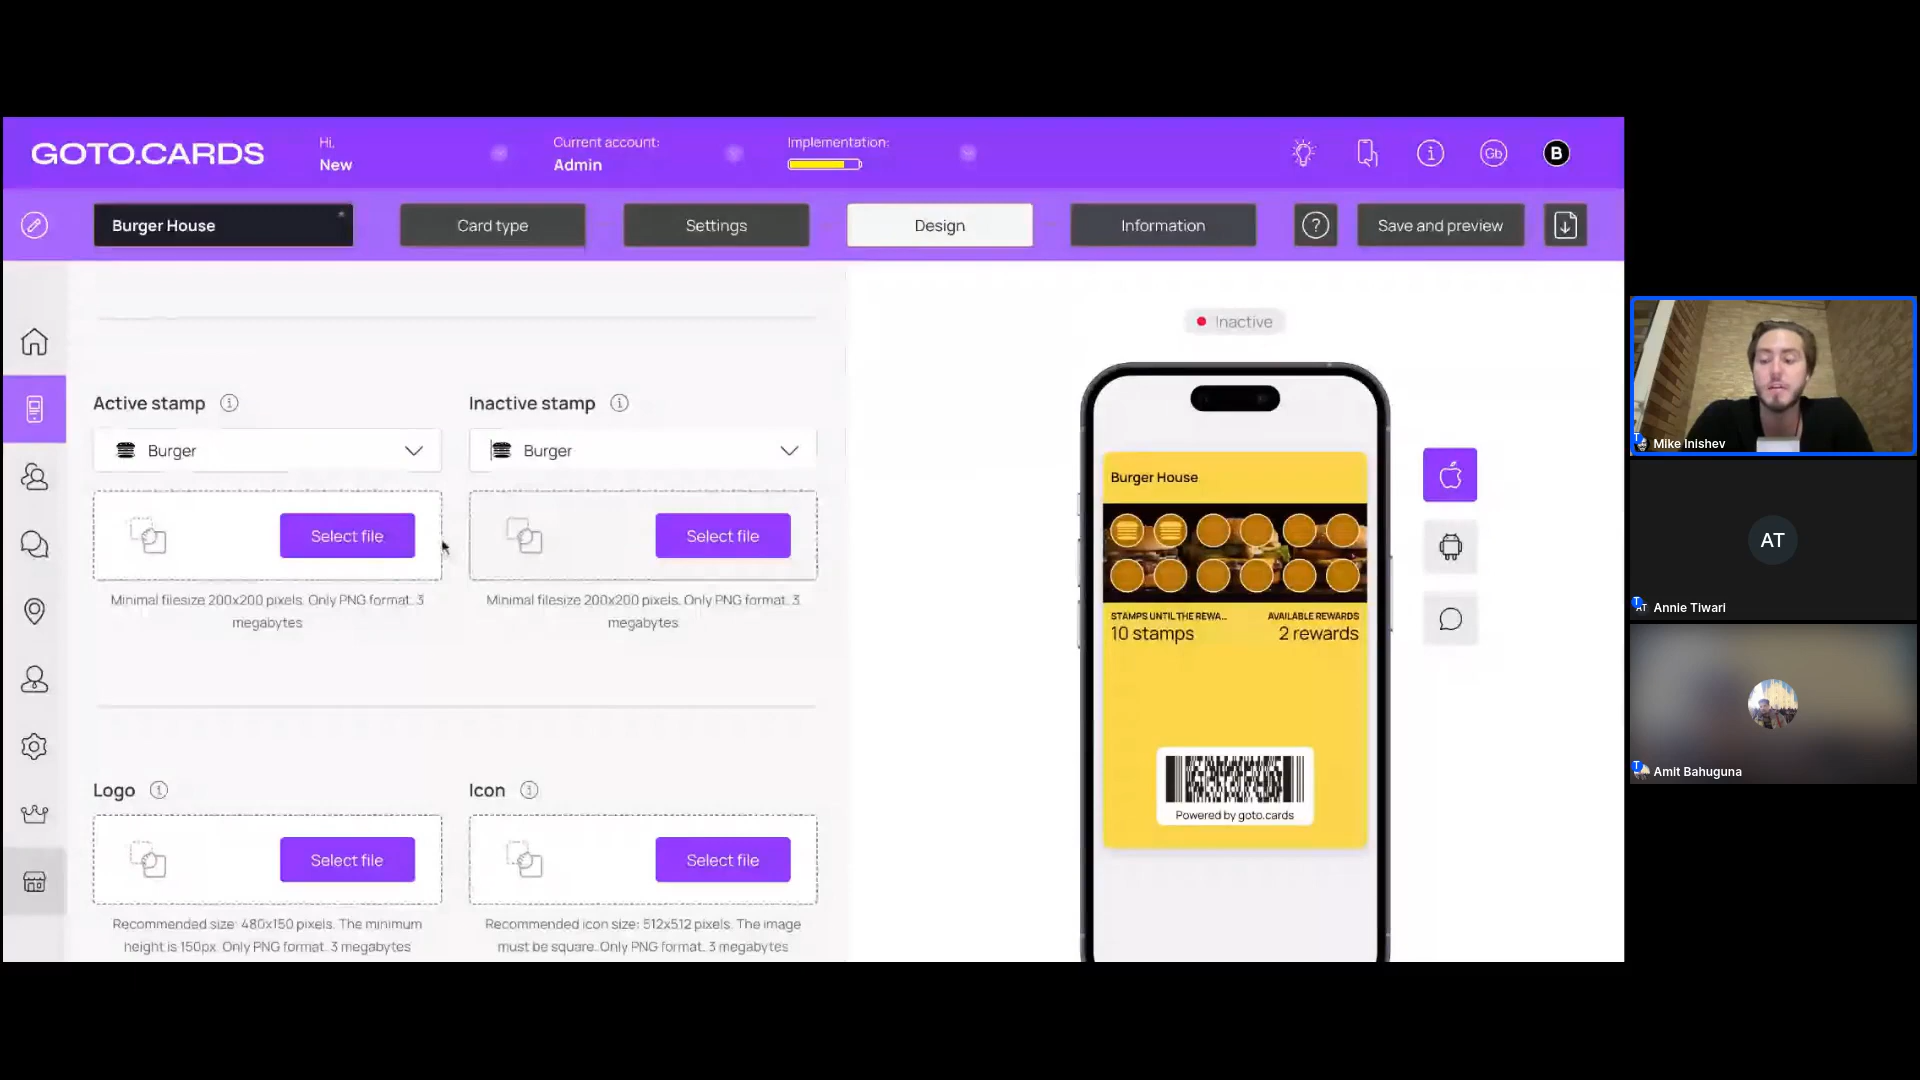 GOTO.CARDS
Hi,
New
Current account:
Admin
Implementation:
Gb
B
Burger House
Card type
Settings
Design
Information
?
Save and preview
Inactive
Active stamp
Inactive stamp
Burger
Burger
Select file
Select file
Minimal filesize 200x200 pixels. Only PNG format. 3
megabytes
Minimal filesize 200x200 pixels. Only PNG format. 3
megabytes
Logo
Icon
Select file
Select file
Recommended size: 480x150 pixels. The minimum
height is 150px. Only PNG format. 3 megabytes
Recommended icon size: 512x512 pixels. The image
must be square. Only PNG format. 3 megabytes
Burger House
STAMPS UNTIL THE REWA...
AVAILABLE REWARDS
10 stamps
2 rewards
Powered by goto.cards
Mike Inishev
AT
Annie Tiwari
Amit Bahuguna